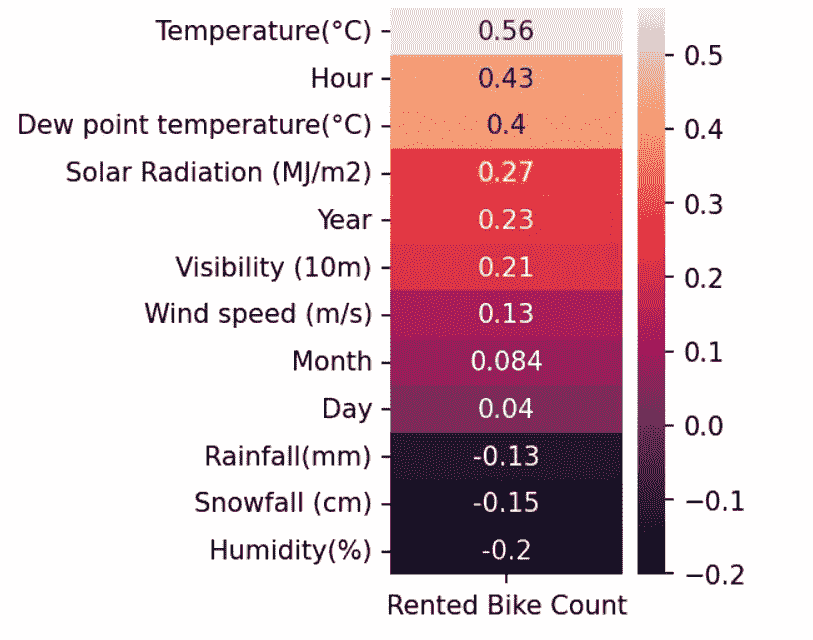 Temperature(°C) 0.56
Hour 0.43
Dew point temperature(°C) 0.4
Solar Radiation (MJ/m2) 0.27
Year 0.23
Visibility (10m) 0.21
Wind speed (m/s) 0.13
Month 0.084
Day 0.04
Rainfall(mm) -0.13
Snowfall (cm) -0.15
Humidity(%) -0.2
Rented Bike Count
0.5
0.4
0.3
0.2
0.1
0.0
−0.1
−0.2